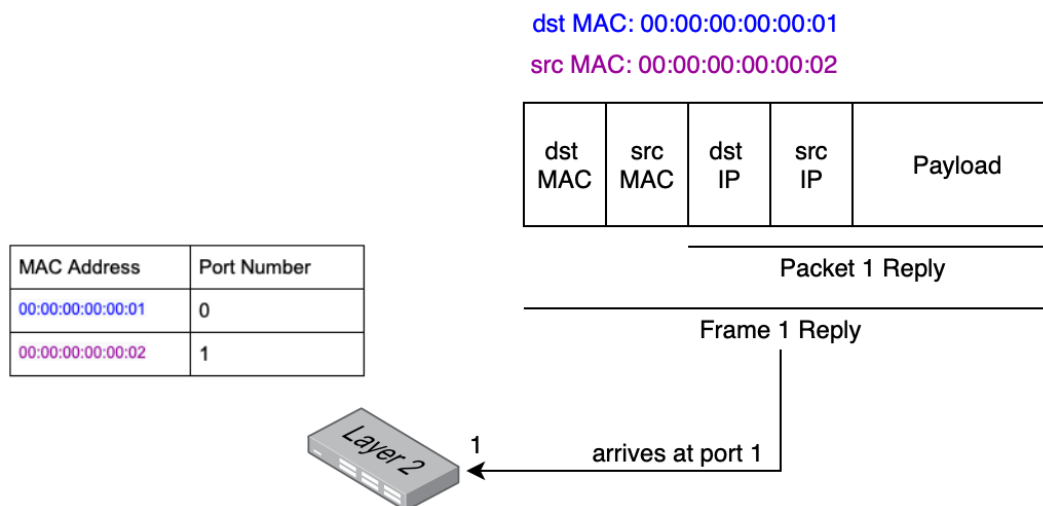 dst MAC: 00:00:00:00:00:01
src MAC: 00:00:00:00:00:02
dst
MAC
src
MAC
dst
IP
src
IP
Payload
Packet 1 Reply
Frame 1 Reply
MAC Address
Port Number
00:00:00:00:00:01
0
00:00:00:00:00:02
1
Layer 2
1
arrives at port 1